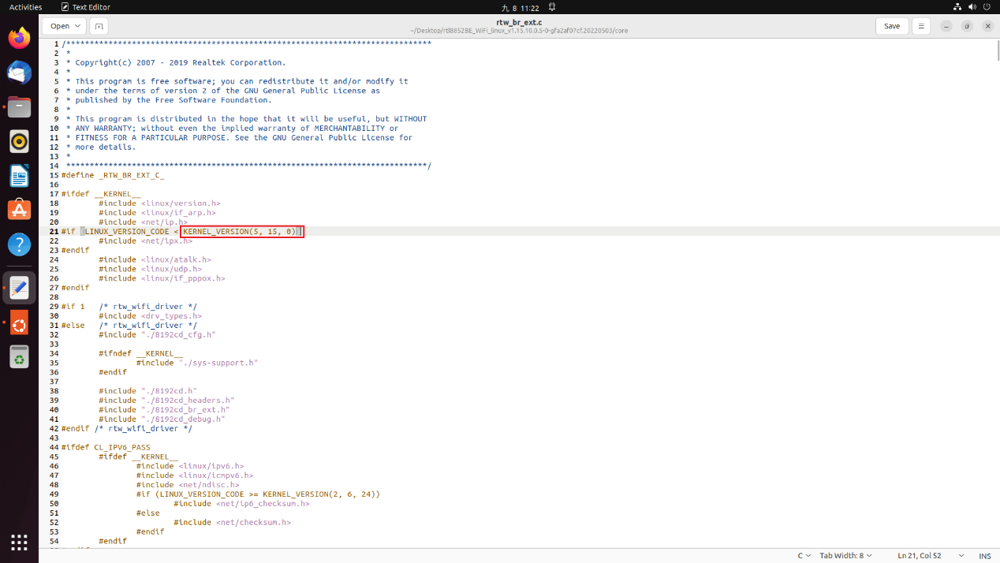 Activities
Text Editor
九 8 11:22
Open
rtw_br_ext.c
~/Desktop/rtl8852BE_WiFi_linux_v1.15.10.0.5-0-gfa2af07cf.20220503/core
Save
1 /******************************************************************************
2 *
3 * Copyright(c) 2007 - 2019 Realtek Corporation.
4 *
5 * This program is free software; you can redistribute it and/or modify it
6 * under the terms of version 2 of the GNU General Public License as
7 * published by the Free Software Foundation.
8 *
9 * This program is distributed in the hope that it will be useful, but WITHOUT
10 * ANY WARRANTY; without even the implied warranty of MERCHANTABILITY or
11 * FITNESS FOR A PARTICULAR PURPOSE. See the GNU General Public License for
12 * more details.
13 *
14 *****************************************************************************/
15 #define _RTW_BR_EXT_C_
16
17 #ifdef __KERNEL__
18 #include <linux/version.h>
19 #include <linux/if_arp.h>
20 #include <net/ip.h>
21 #if (LINUX_VERSION_CODE < KERNEL_VERSION(5, 15, 0))
22 #include <net/ipx.h>
23 #endif
24 #include <linux/atalk.h>
25 #include <linux/udp.h>
26 #include <linux/if_pppox.h>
27 #endif
28
29 #if 1 /* rtw_wifi_driver */
30 #include <drv_types.h>
31 #else /* rtw_wifi_driver */
32 #include "./8192cd_cfg.h"
33
34 #ifndef __KERNEL__
35 #include "./sys-support.h"
36 #endif
37
38 #include "./8192cd.h"
39 #include "./8192cd_headers.h"
40 #include "./8192cd_br_ext.h"
41 #include "./8192cd_debug.h"
42 #endif /* rtw_wifi_driver */
43
44 #ifdef CL_IPV6_PASS
45 #ifdef __KERNEL__
46 #include <linux/ipv6.h>
47 #include <linux/icmpv6.h>
48 #include <net/ndisc.h>
49 #if (LINUX_VERSION_CODE >= KERNEL_VERSION(2, 6, 24))
50 #include <net/ip6_checksum.h>
51 #else
52 #include <net/checksum.h>
53 #endif
54 #endif
C
Tab Width: 8
Ln 21, Col 52
INS